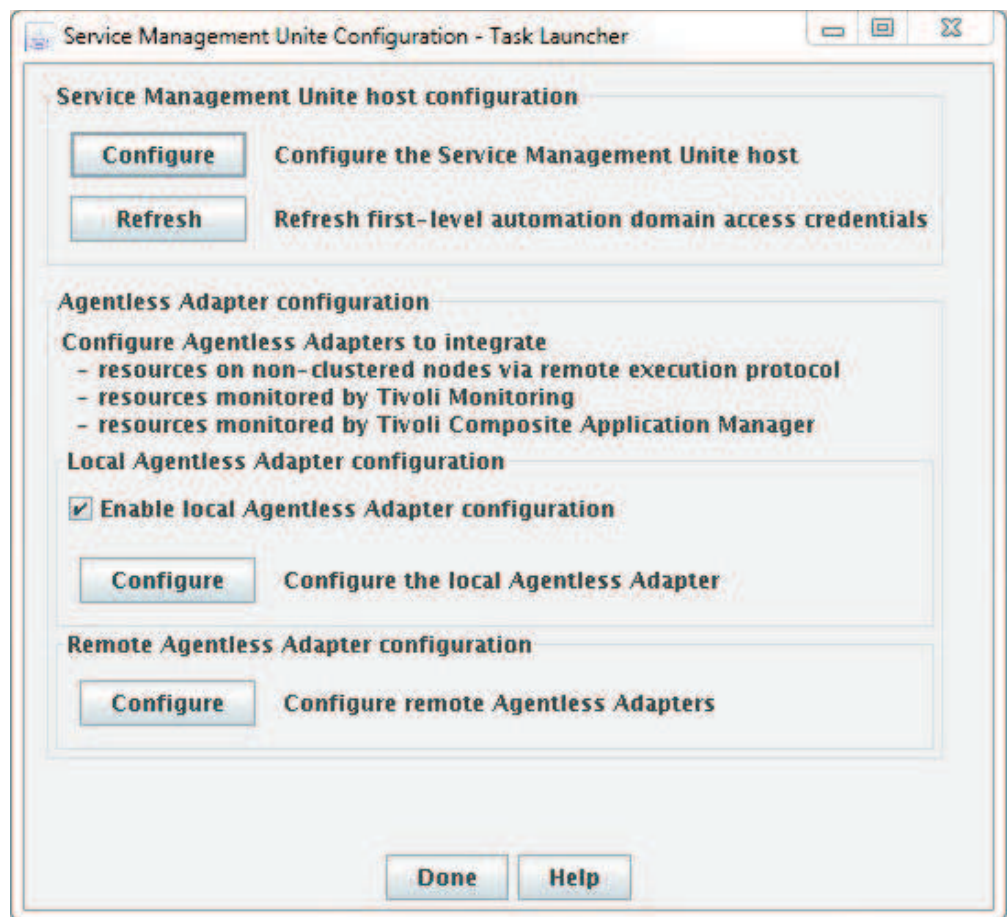 Service Management Unite Configuration - Task Launcher
Service Management Unite host configuration
Configure Configure the Service Management Unite host
Refresh Refresh first-level automation domain access credentials
Agentless Adapter configuration
Configure Agentless Adapters to integrate
- resources on non-clustered nodes via remote execution protocol
- resources monitored by Tivoli Monitoring
- resources monitored by Tivoli Composite Application Manager
Local Agentless Adapter configuration
Enable local Agentless Adapter configuration
Configure Configure the local Agentless Adapter
Remote Agentless Adapter configuration
Configure Configure remote Agentless Adapters
Done Help